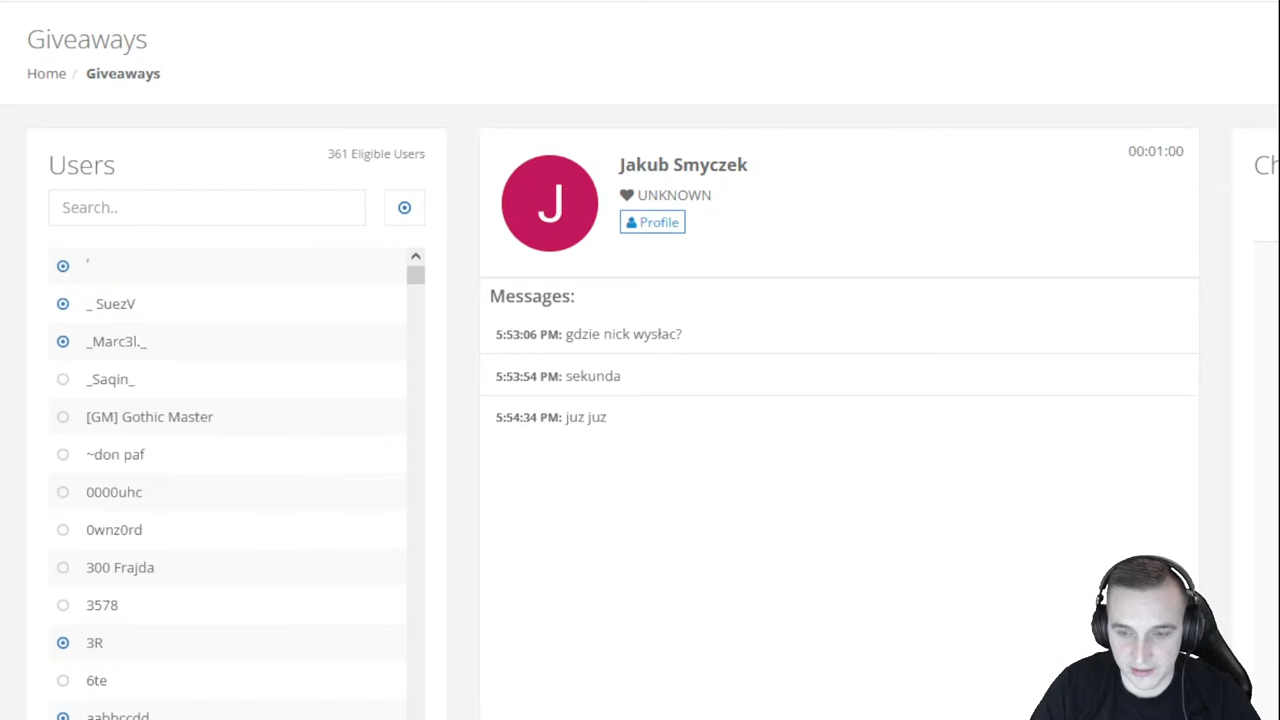 Giveaways
Home / Giveaways
Users
361 Eligible Users
Search..
'
_ SuezV
_Marc3l._
_Saqin_
[GM] Gothic Master
~don paf
0000uhc
0wnz0rd
300 Frajda
3578
3R
6te
aabbccdd
J
Jakub Smyczek
00:01:00
UNKNOWN
Profile
Messages:
5:53:06 PM: gdzie nick wysłac?
5:53:54 PM: sekunda
5:54:34 PM: juz juz